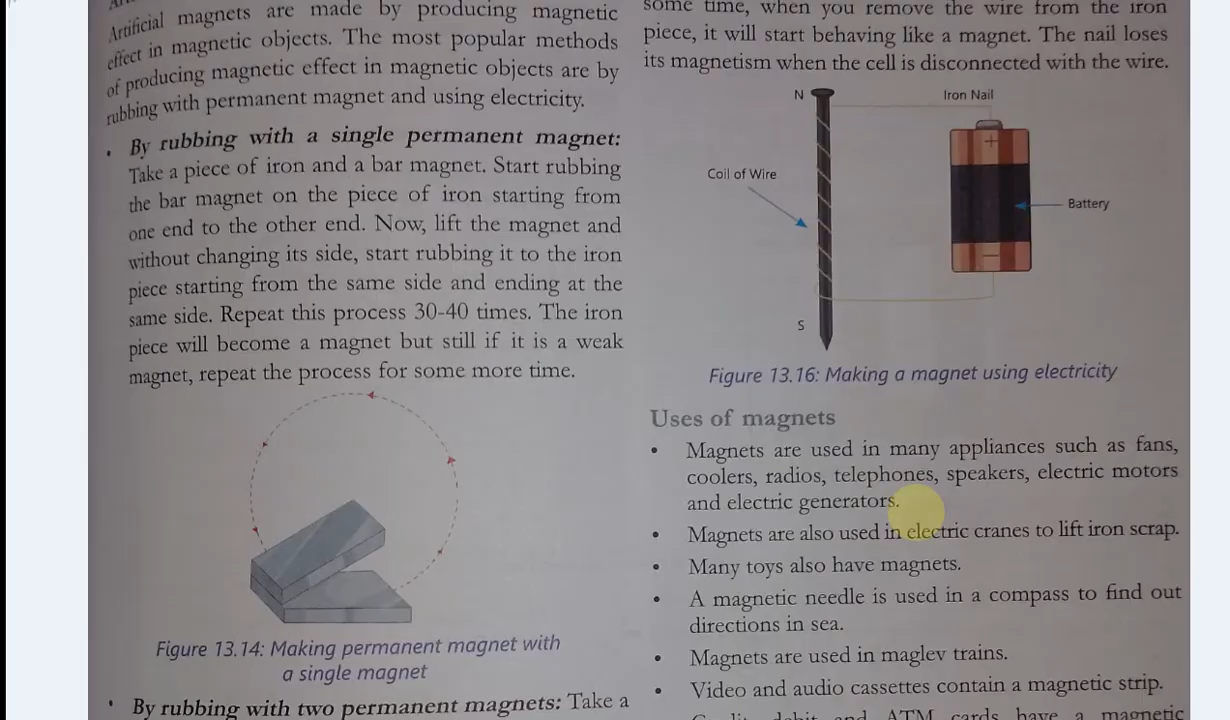 Artificial magnets are made by producing magnetic
effect in magnetic objects. The most popular methods
of producing magnetic effect in magnetic objects are by
rubbing with permanent magnet and using electricity.
• By rubbing with a single permanent magnet:
Take a piece of iron and a bar magnet. Start rubbing
the bar magnet on the piece of iron starting from
one end to the other end. Now, lift the magnet and
without changing its side, start rubbing it to the iron
piece starting from the same side and ending at the
same side. Repeat this process 30-40 times. The iron
piece will become a magnet but still if it is a weak
magnet, repeat the process for some more time.
Figure 13.14: Making permanent magnet with
a single magnet
• By rubbing with two permanent magnets: Take a
some time, when you remove the wire from the iron
piece, it will start behaving like a magnet. The nail loses
its magnetism when the cell is disconnected with the wire.
N
Iron Nail
+
Coil of Wire
Battery
−
S
Figure 13.16: Making a magnet using electricity
Uses of magnets
• Magnets are used in many appliances such as fans,
coolers, radios, telephones, speakers, electric motors
and electric generators.
• Magnets are also used in electric cranes to lift iron scrap.
• Many toys also have magnets.
• A magnetic needle is used in a compass to find out
directions in sea.
• Magnets are used in maglev trains.
• Video and audio cassettes contain a magnetic strip.
debit and ATM cards have a magnetic